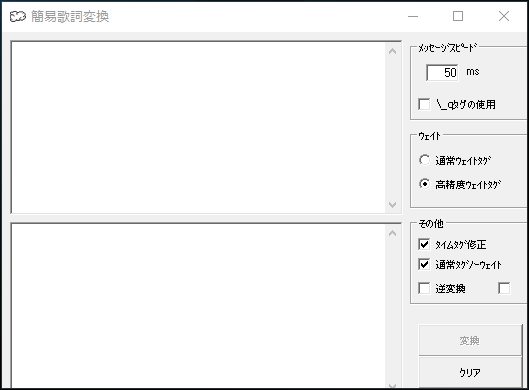 簡易歌詞変換
メッセージスピード
50 ms
\_qタグの使用
ウェイト
通常ウェイトタグ
高精度ウェイトタグ
その他
タイムタグ修正
通常タグノーウェイト
逆変換
変換
クリア